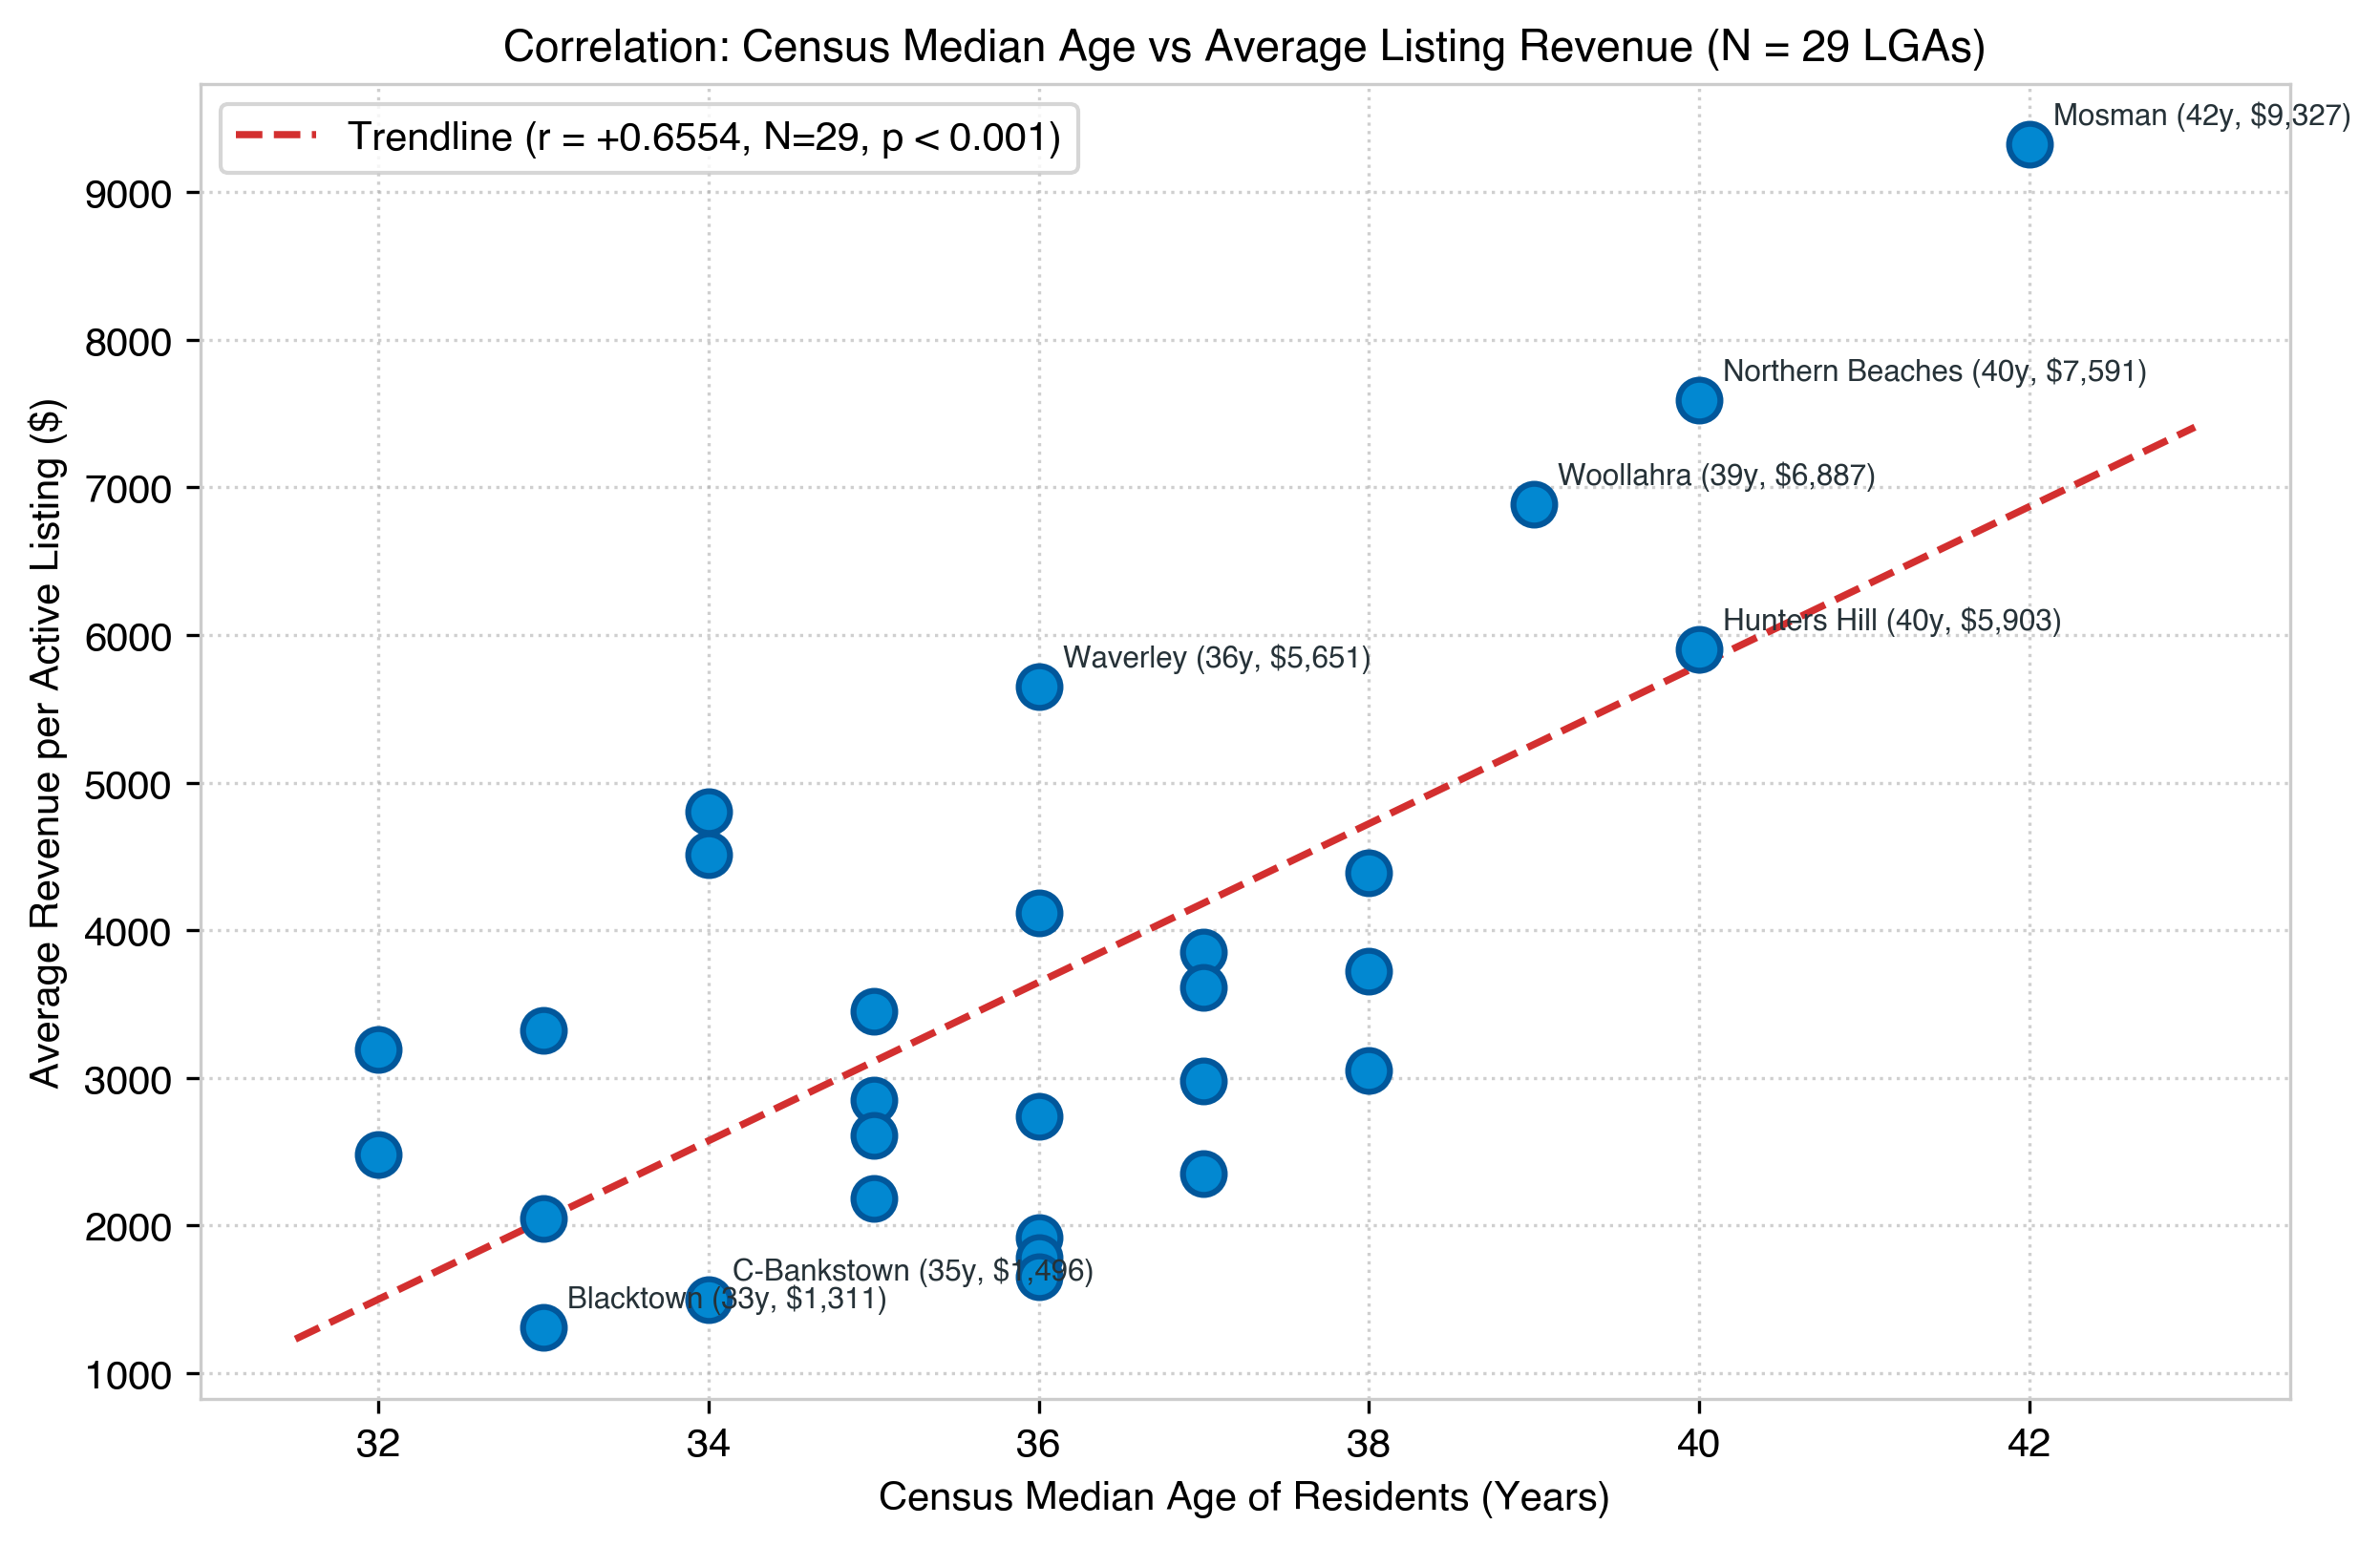 Correlation: Census Median Age vs Average Listing Revenue (N = 29 LGAs)
Trendline (r = +0.6554, N=29, p < 0.001)
Mosman (42y, $9,327)
Northern Beaches (40y, $7,591)
Woollahra (39y, $6,887)
Hunters Hill (40y, $5,903)
Waverley (36y, $5,651)
C-Bankstown (35y, $1,496)
Blacktown (33y, $1,311)
Average Revenue per Active Listing ($)
9000
8000
7000
6000
5000
4000
3000
2000
1000
32 34 36 38 40 42
Census Median Age of Residents (Years)